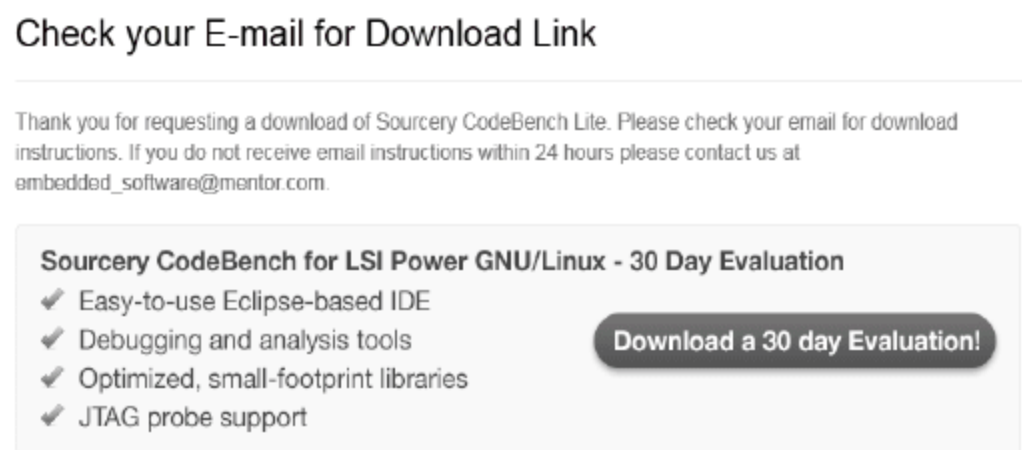 Check your E-mail for Download Link
Thank you for requesting a download of Sourcery CodeBench Lite. Please check your email for download
instructions. If you do not receive email instructions within 24 hours please contact us at
embedded_software@mentor.com.
Sourcery CodeBench for LSI Power GNU/Linux - 30 Day Evaluation
Easy-to-use Eclipse-based IDE
Debugging and analysis tools
Download a 30 day Evaluation!
Optimized, small-footprint libraries
JTAG probe support